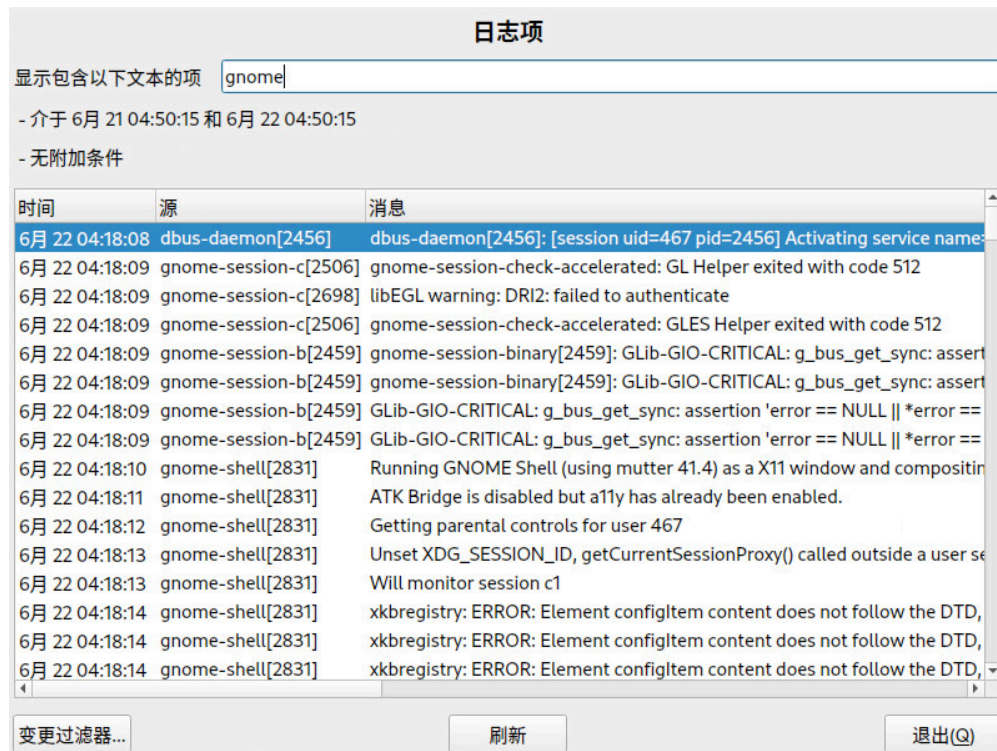 日志项
显示包含以下文本的项 gnome
- 介于 6月 21 04:50:15 和 6月 22 04:50:15
- 无附加条件
时间 源 消息
6月 22 04:18:08 dbus-daemon[2456] dbus-daemon[2456]: [session uid=467 pid=2456] Activating service name=
6月 22 04:18:09 gnome-session-c[2506] gnome-session-check-accelerated: GL Helper exited with code 512
6月 22 04:18:09 gnome-session-c[2698] libEGL warning: DRI2: failed to authenticate
6月 22 04:18:09 gnome-session-c[2506] gnome-session-check-accelerated: GLES Helper exited with code 512
6月 22 04:18:09 gnome-session-b[2459] gnome-session-binary[2459]: GLib-GIO-CRITICAL: g_bus_get_sync: assert
6月 22 04:18:09 gnome-session-b[2459] gnome-session-binary[2459]: GLib-GIO-CRITICAL: g_bus_get_sync: assert
6月 22 04:18:09 gnome-session-b[2459] GLib-GIO-CRITICAL: g_bus_get_sync: assertion 'error == NULL || *error ==
6月 22 04:18:09 gnome-session-b[2459] GLib-GIO-CRITICAL: g_bus_get_sync: assertion 'error == NULL || *error ==
6月 22 04:18:10 gnome-shell[2831] Running GNOME Shell (using mutter 41.4) as a X11 window and compositin
6月 22 04:18:11 gnome-shell[2831] ATK Bridge is disabled but a11y has already been enabled.
6月 22 04:18:12 gnome-shell[2831] Getting parental controls for user 467
6月 22 04:18:13 gnome-shell[2831] Unset XDG_SESSION_ID, getCurrentSessionProxy() called outside a user se
6月 22 04:18:13 gnome-shell[2831] Will monitor session c1
6月 22 04:18:14 gnome-shell[2831] xkbregistry: ERROR: Element configItem content does not follow the DTD,
6月 22 04:18:14 gnome-shell[2831] xkbregistry: ERROR: Element configItem content does not follow the DTD,
6月 22 04:18:14 gnome-shell[2831] xkbregistry: ERROR: Element configItem content does not follow the DTD,
变更过滤器... 刷新 退出(Q)